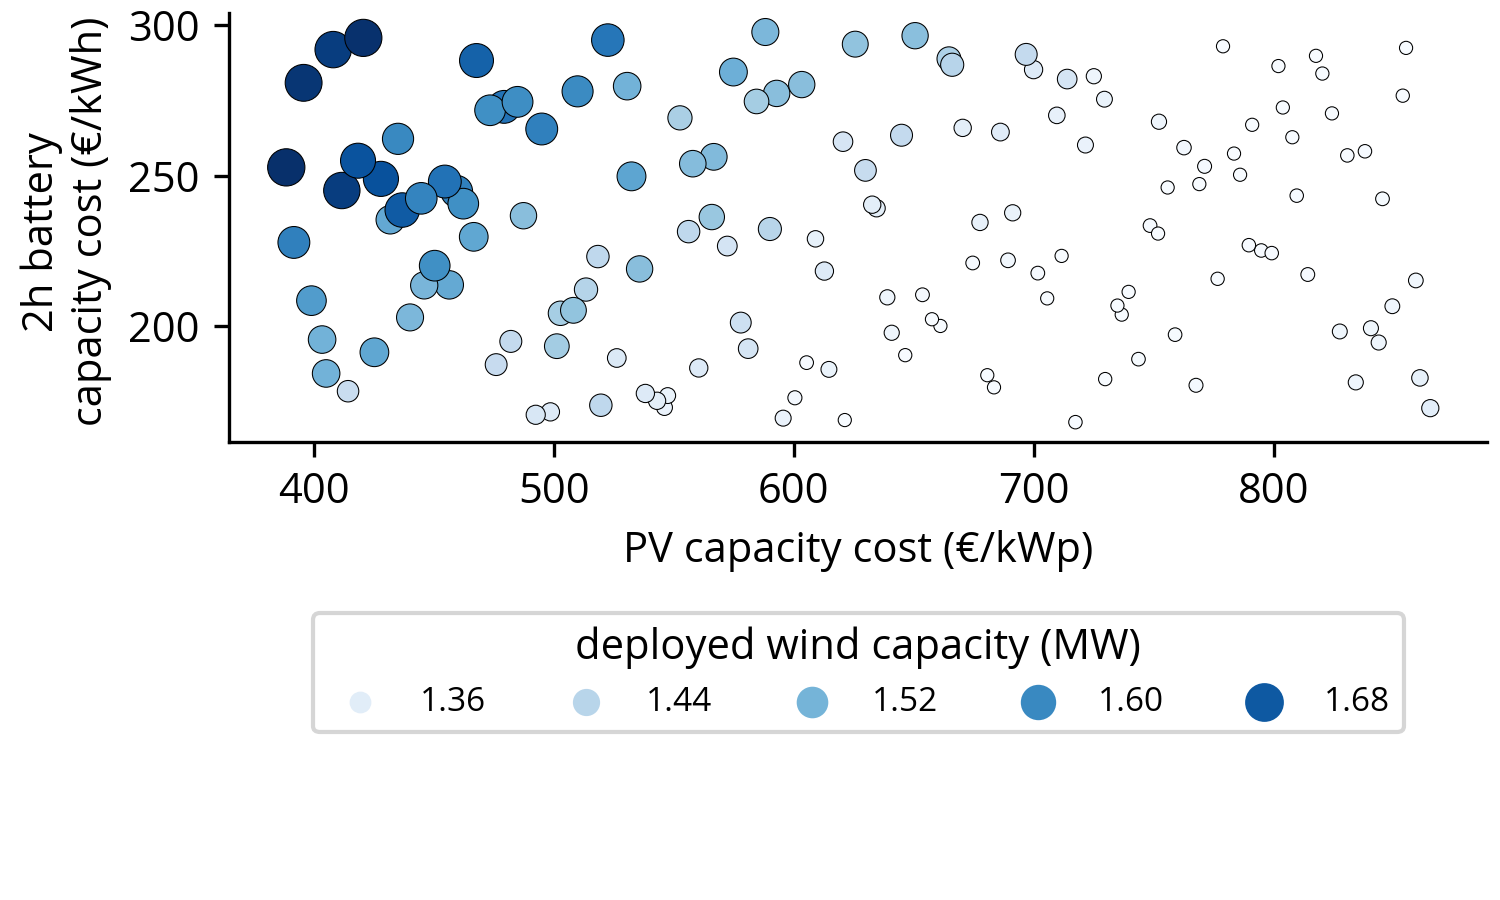 2h battery
capacity cost (€/kWh)
300
250
200
400 500 600 700 800
PV capacity cost (€/kWp)
deployed wind capacity (MW)
1.36 1.44 1.52 1.60 1.68